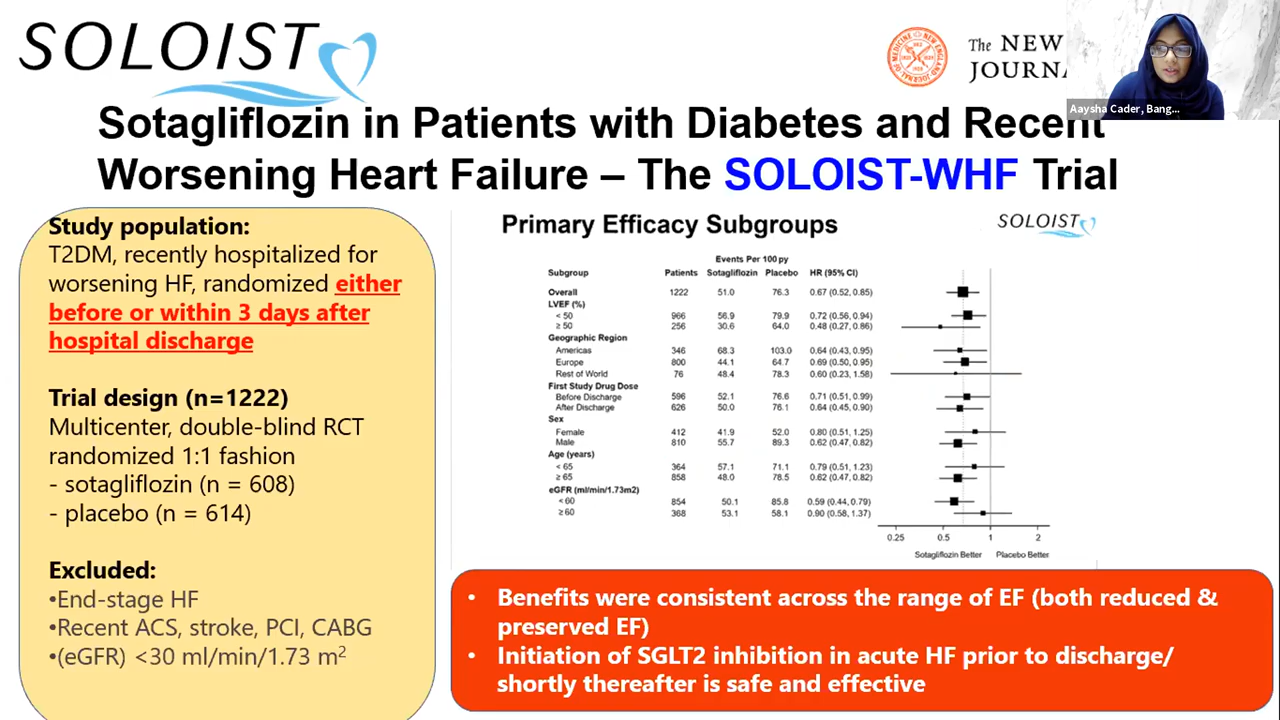 SOLOIST
The NEW
JOURNA
Aaysha Cader, Bang...
Sotagliflozin in Patients with Diabetes and Recent
Worsening Heart Failure – The SOLOIST-WHF Trial
Study population:
T2DM, recently hospitalized for
worsening HF, randomized either
before or within 3 days after
hospital discharge
Trial design (n=1222)
Multicenter, double-blind RCT
randomized 1:1 fashion
- sotagliflozin (n = 608)
- placebo (n = 614)
Excluded:
•End-stage HF
•Recent ACS, stroke, PCI, CABG
•(eGFR) <30 ml/min/1.73 m²
Primary Efficacy Subgroups
SOLOIST
Events Per 100 py
Subgroup Patients Sotagliflozin Placebo HR (95% CI)
Overall 1222 51.0 76.3 0.67 (0.52, 0.85)
LVEF (%)
< 50 966 56.9 79.9 0.72 (0.56, 0.94)
≥ 50 256 30.6 64.0 0.48 (0.27, 0.86)
Geographic Region
Americas 346 68.3 103.0 0.64 (0.43, 0.95)
Europe 800 44.1 64.7 0.69 (0.50, 0.95)
Rest of World 76 48.4 78.3 0.60 (0.23, 1.58)
First Study Drug Dose
Before Discharge 596 52.1 76.6 0.71 (0.51, 0.99)
After Discharge 626 50.0 76.1 0.64 (0.45, 0.90)
Sex
Female 412 41.9 52.0 0.80 (0.51, 1.25)
Male 810 55.7 89.3 0.62 (0.47, 0.82)
Age (years)
< 65 364 57.1 71.1 0.79 (0.51, 1.23)
≥ 65 858 48.0 78.5 0.62 (0.47, 0.82)
eGFR (ml/min/1.73m2)
< 60 854 50.1 85.8 0.59 (0.44, 0.79)
≥ 60 368 53.1 58.1 0.90 (0.58, 1.37)
0.25 0.5 1 2
Sotagliflozin Better Placebo Better
• Benefits were consistent across the range of EF (both reduced &
preserved EF)
• Initiation of SGLT2 inhibition in acute HF prior to discharge/
shortly thereafter is safe and effective